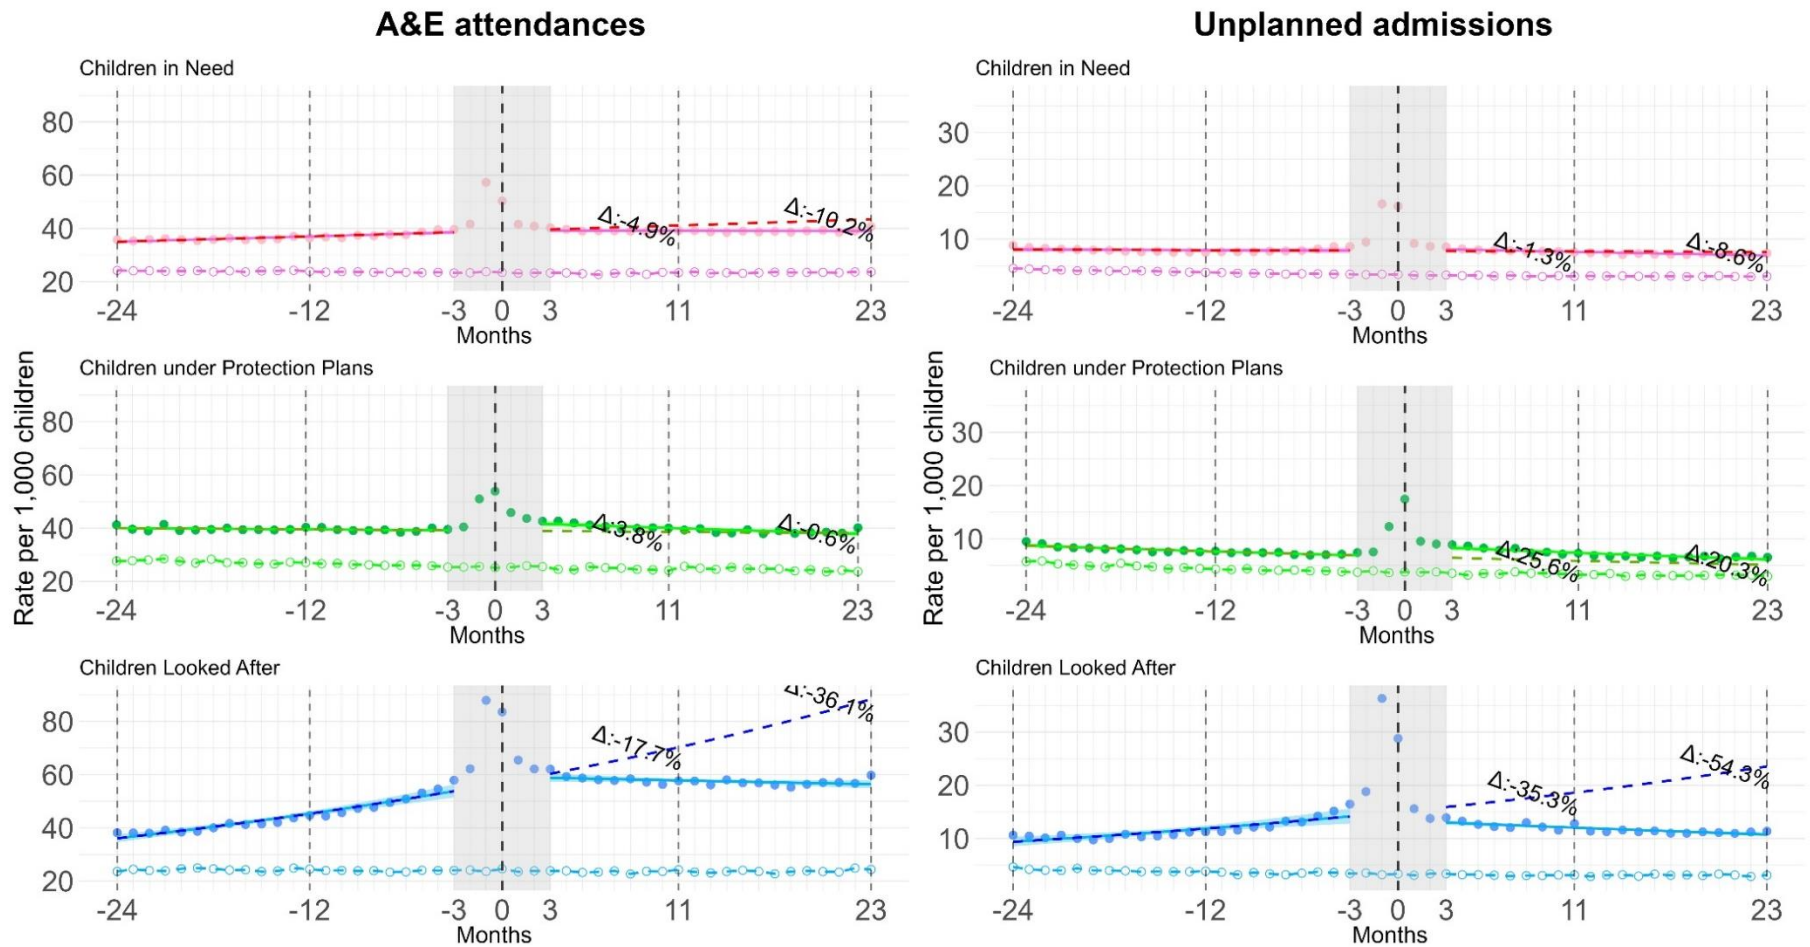 A&E attendances
Unplanned admissions
Rate per 1,000 children
Children in Need
80
60
40
20
Δ:-4.9%
Δ:-10.2%
-24 -12 -3 0 3 11 23
Months
Children under Protection Plans
80
60
40
20
Δ:3.8%
Δ:-0.6%
-24 -12 -3 0 3 11 23
Months
Children Looked After
80
60
40
20
Δ:-17.7%
Δ:-36.1%
-24 -12 -3 0 3 11 23
Months
Rate per 1,000 children
Children in Need
30
20
10
Δ:-1.3%
Δ:-8.6%
-24 -12 -3 0 3 11 23
Months
Children under Protection Plans
30
20
10
Δ:25.6%
Δ:20.3%
-24 -12 -3 0 3 11 23
Months
Children Looked After
30
20
10
Δ:-35.3%
Δ:-54.3%
-24 -12 -3 0 3 11 23
Months